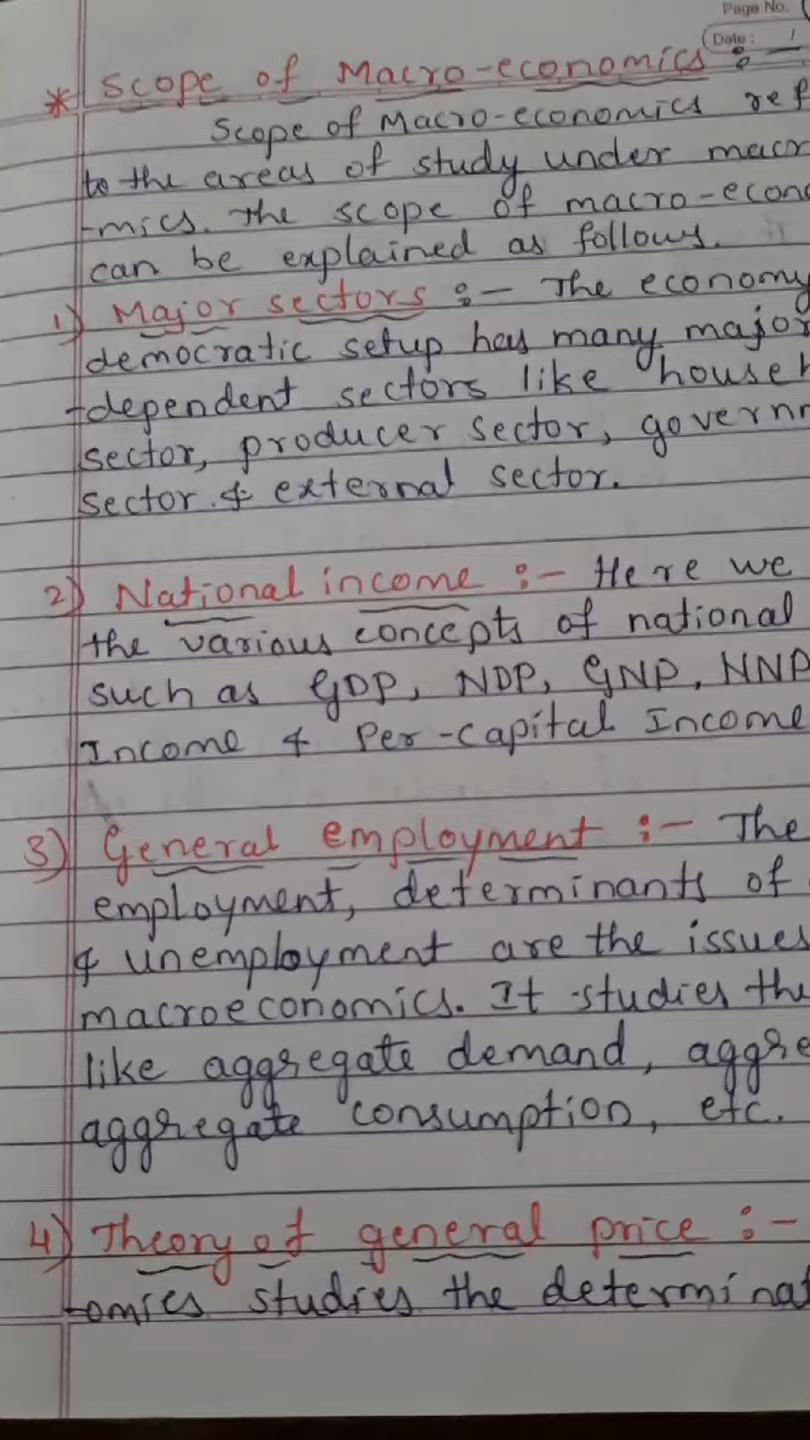 Page No.
Date: /
* Scope of Macro-economics :-
Scope of Macro-economics ref
to the areas of study under macr
-mics. The scope of macro-econo
can be explained as follows.
1) Major sectors :- The economy
democratic setup has many major
-dependent sectors like househ
sector, producer sector, governm
sector & external sector.
2) National income :- Here we
the various concepts of national
such as GDP, NDP, GNP, NNP
Income & Per-capital Income
3) General employment :- The
employment, determinants of
& unemployment are the issues
macroeconomics. It studies the
like aggregate demand, aggre
aggregate consumption, etc.
4) Theory of general price :-
-omics studies the determinat